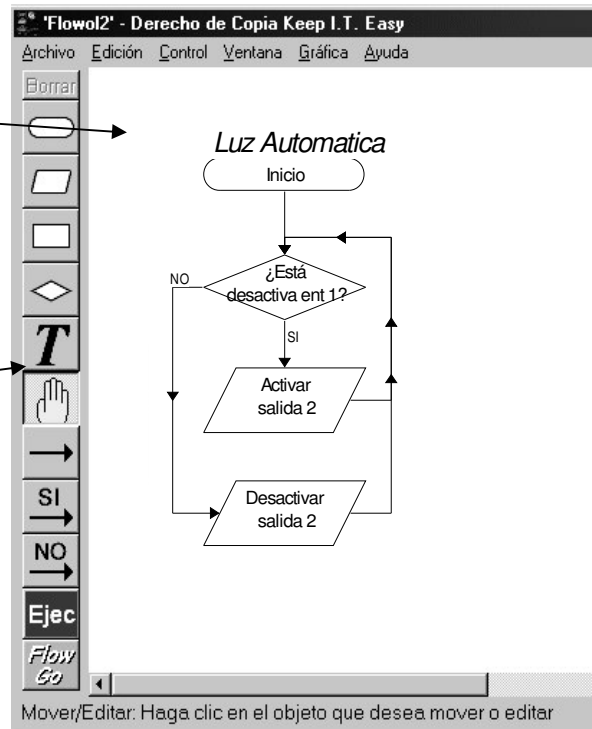 'Flowol2' - Derecho de Copia Keep I.T. Easy
Archivo Edición Control Ventana Gráfica Ayuda
Borrar
T
SI
NO
Ejec
Flow
Go
Luz Automatica
Inicio
¿Está
desactiva ent 1?
NO
SI
Activar
salida 2
Desactivar
salida 2
Mover/Editar: Haga clic en el objeto que desea mover o editar